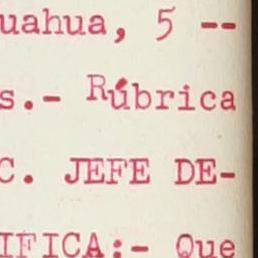 uahua, 5 --
s.- Rúbrica
C. JEFE DE-
IFICA:- Que